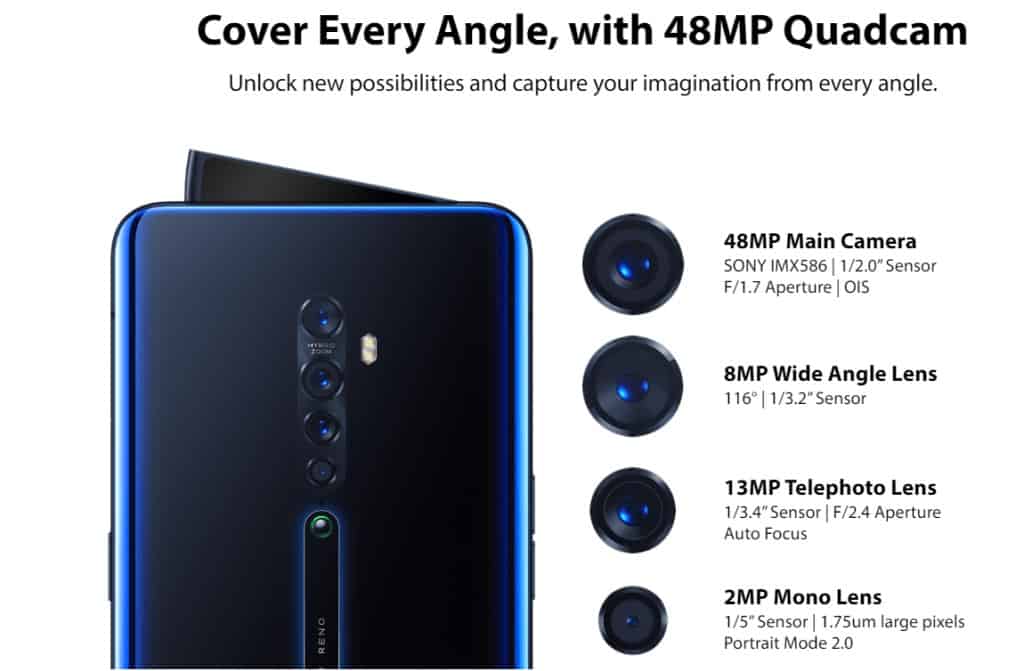 Cover Every Angle, with 48MP Quadcam
Unlock new possibilities and capture your imagination from every angle.
HYBRID
ZOOM
RENO
48MP Main Camera
SONY IMX586 | 1/2.0” Sensor
F/1.7 Aperture | OIS
8MP Wide Angle Lens
116° | 1/3.2” Sensor
13MP Telephoto Lens
1/3.4” Sensor | F/2.4 Aperture
Auto Focus
2MP Mono Lens
1/5” Sensor | 1.75um large pixels
Portrait Mode 2.0